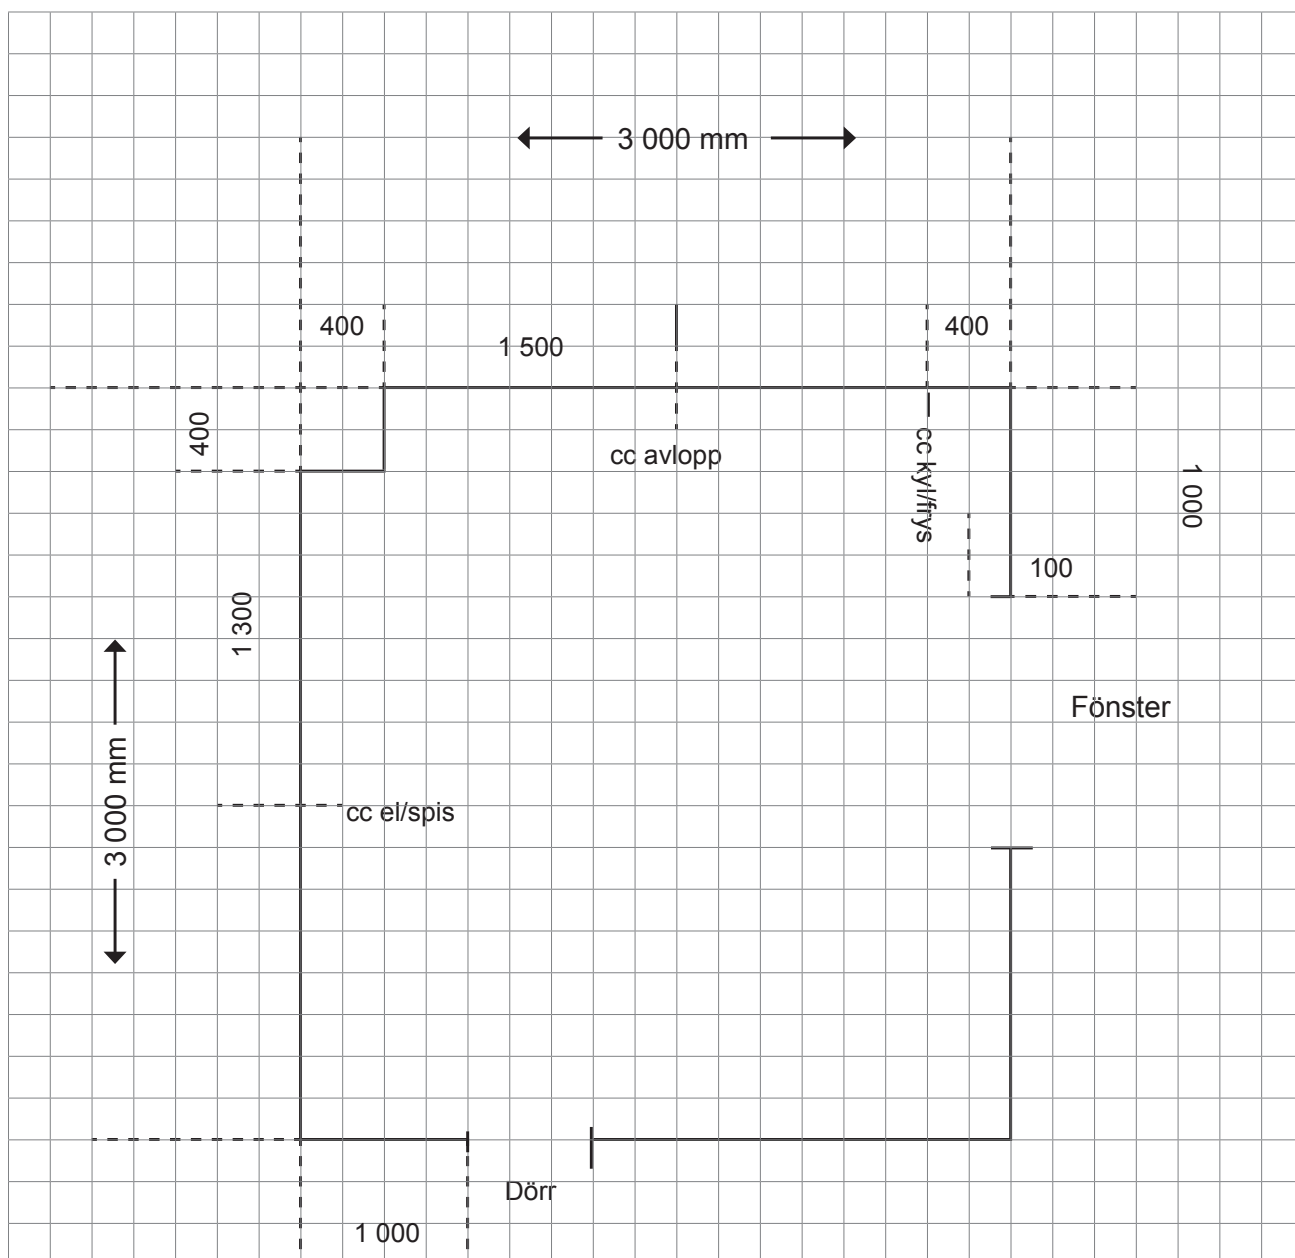 3 000 mm
400
400
1 500
400
cc avlopp
cc kyl/frys
1 000
100
1 300
Fönster
3 000 mm
cc el/spis
Dörr
1 000